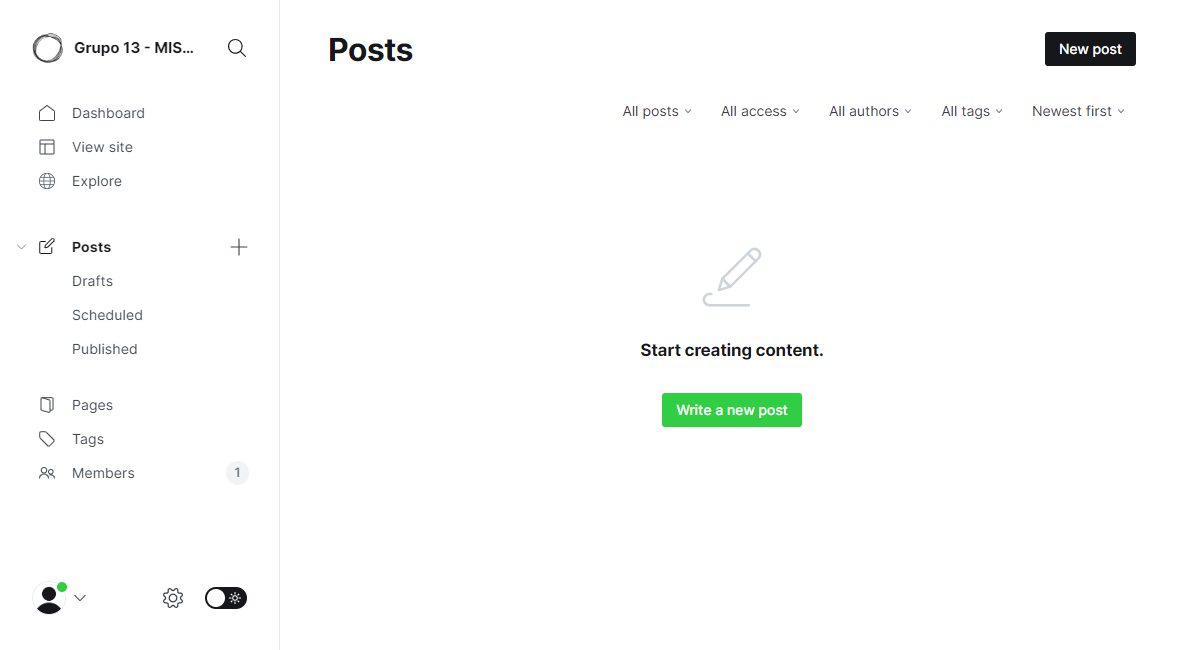 Grupo 13 - MIS...
Dashboard
View site
Explore
Posts
Drafts
Scheduled
Published
Pages
Tags
Members 1
Posts
New post
All posts All access All authors All tags Newest first
Start creating content.
Write a new post